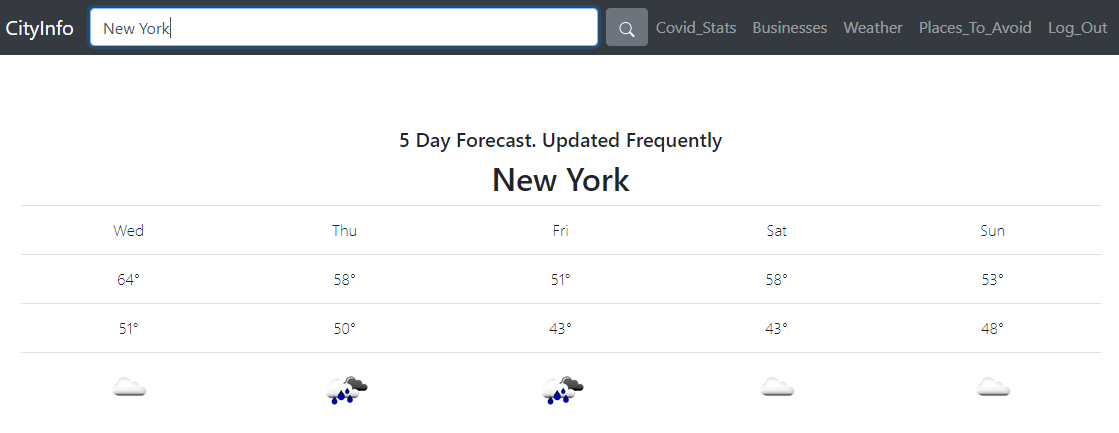 CityInfo New York Covid_Stats Businesses Weather Places_To_Avoid Log_Out
5 Day Forecast. Updated Frequently
New York
Wed Thu Fri Sat Sun
64° 58° 51° 58° 53°
51° 50° 43° 43° 48°